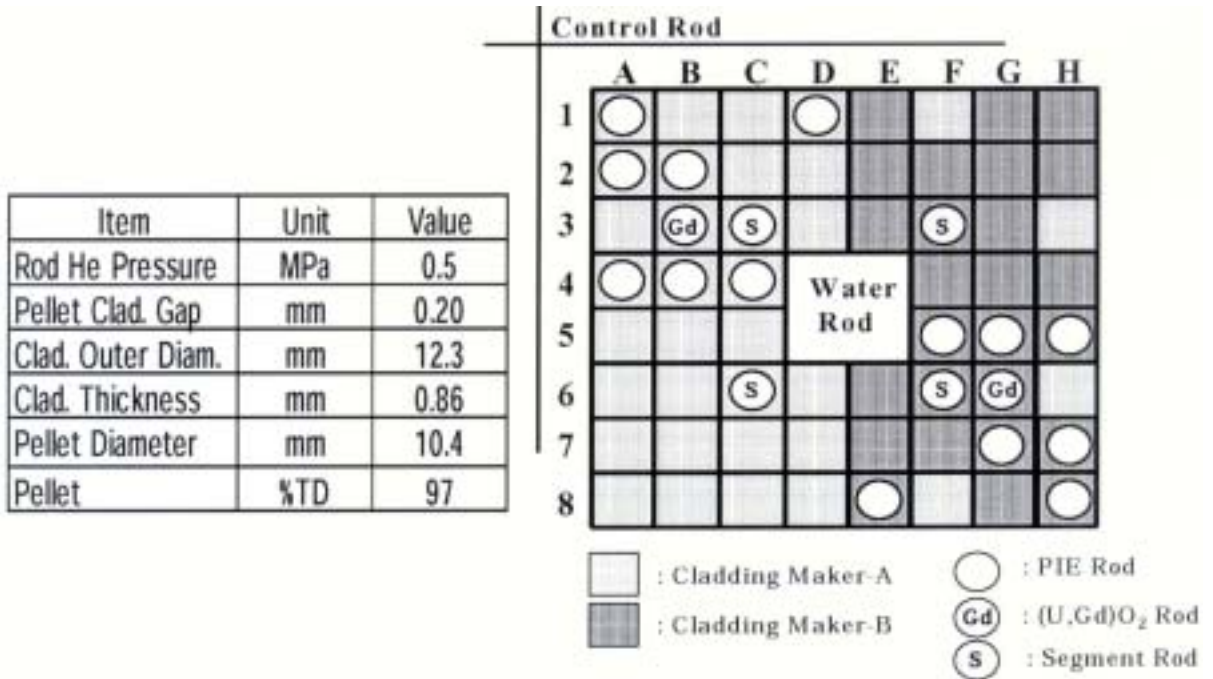 Control Rod
A B C D E F G H
1
2
3 Gd S S
4 Water
5 Rod
6 S S Gd
7
8
Item Unit Value
Rod He Pressure MPa 0.5
Pellet Clad. Gap mm 0.20
Clad. Outer Diam. mm 12.3
Clad. Thickness mm 0.86
Pellet Diameter mm 10.4
Pellet %TD 97
: Cladding Maker-A
: Cladding Maker-B
: PIE Rod
Gd : (U,Gd)O₂ Rod
S : Segment Rod